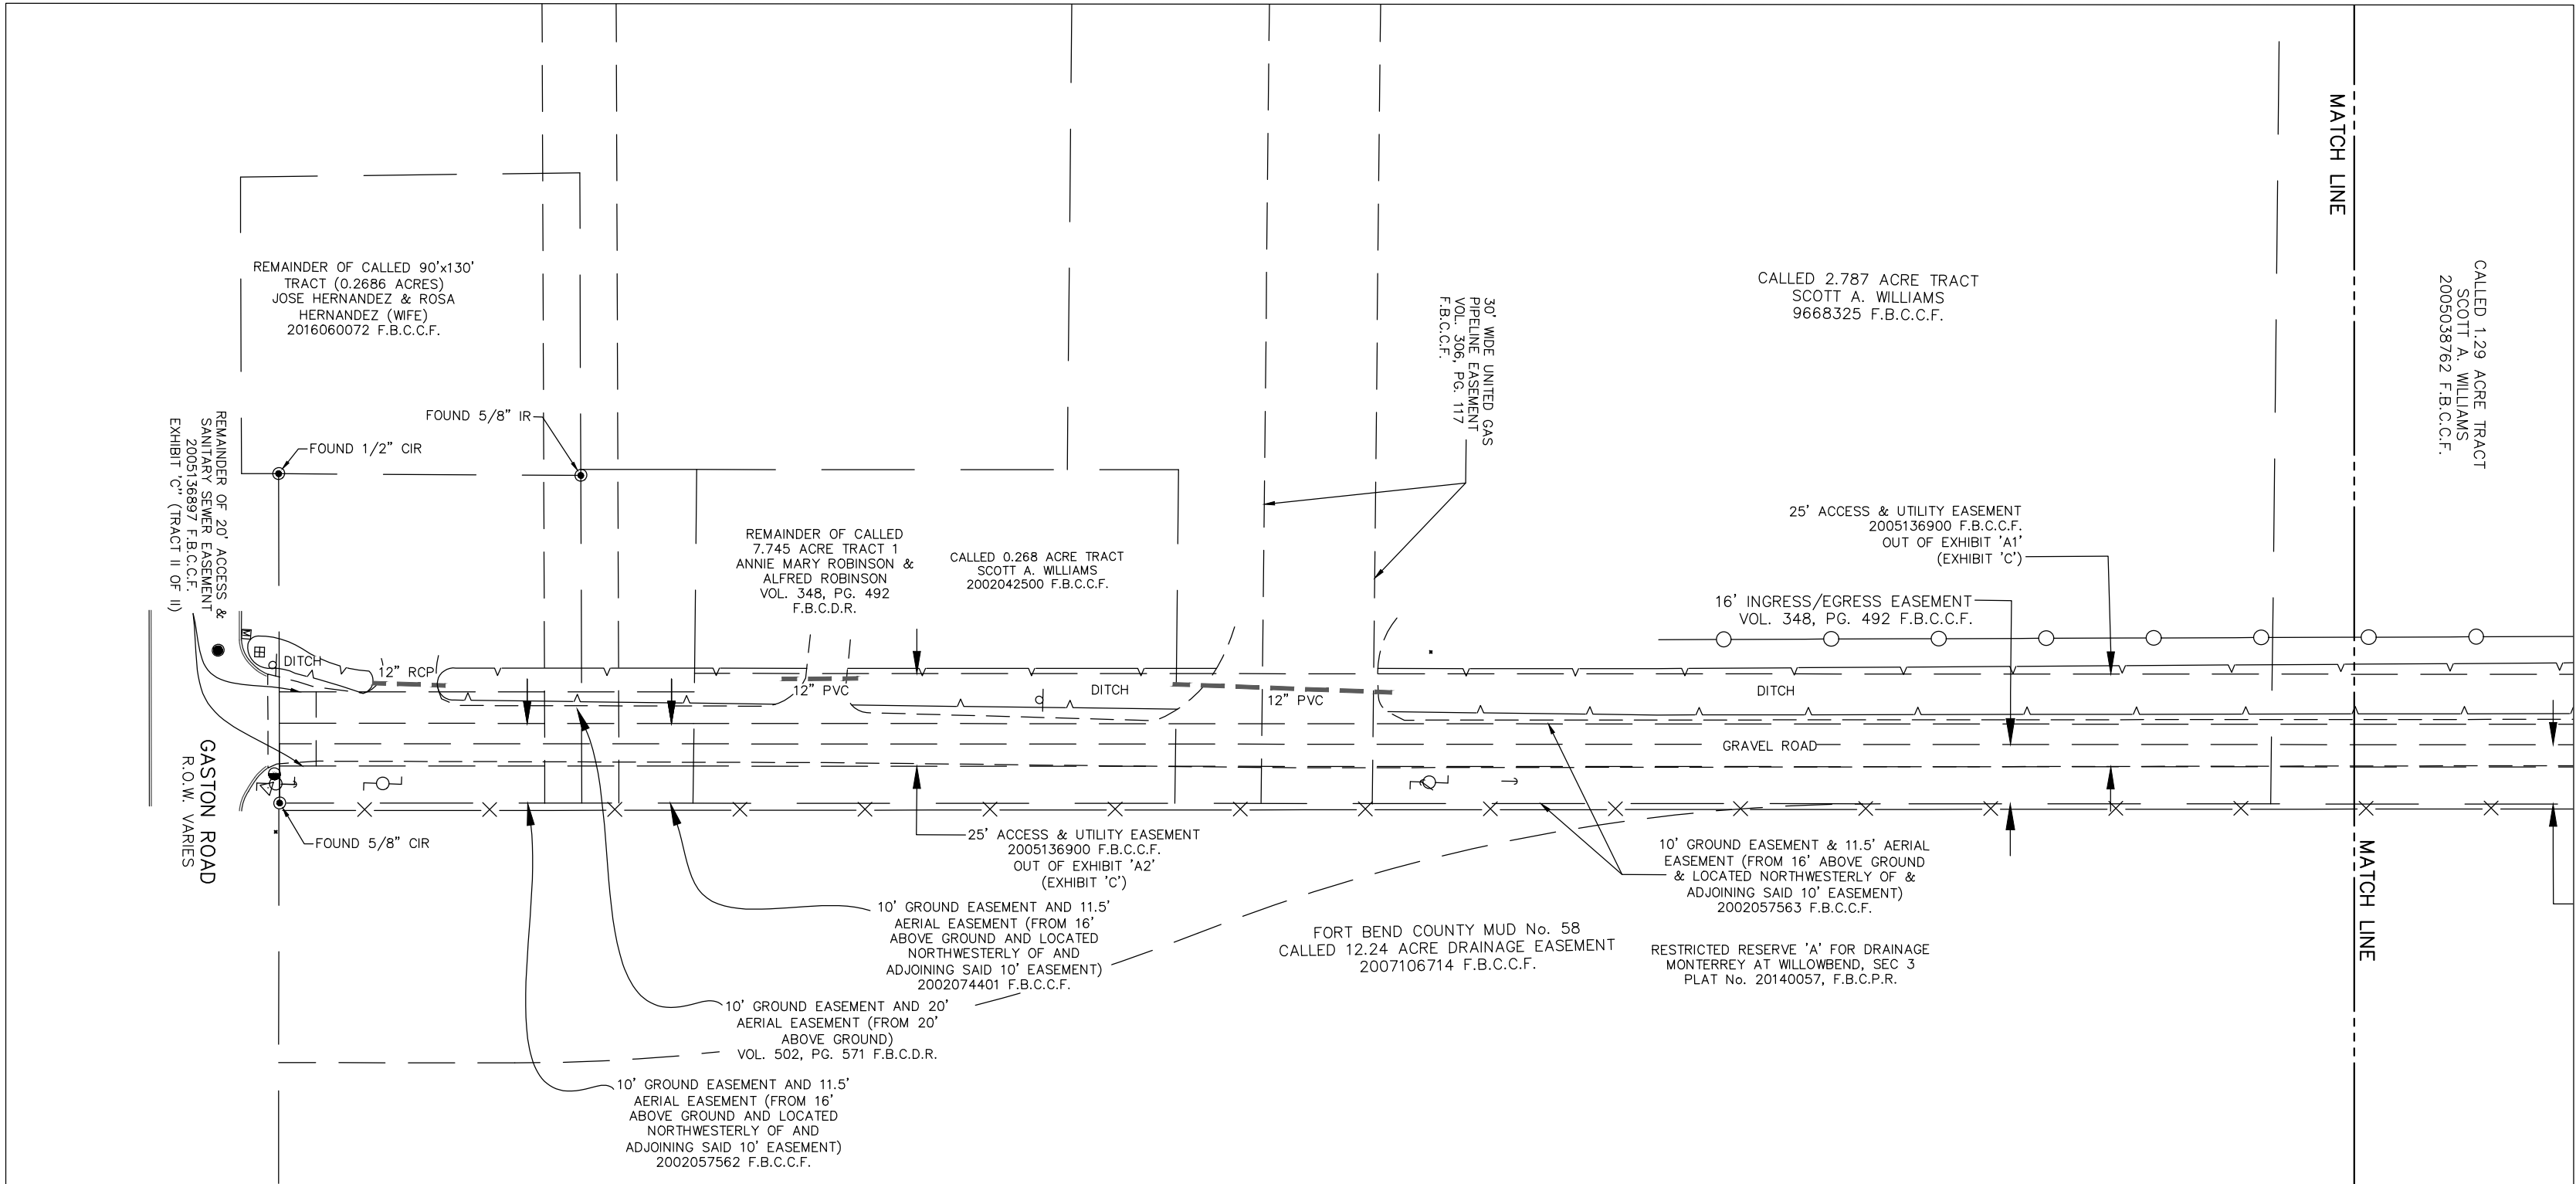 REMAINDER OF CALLED 90'x130'
TRACT (0.2686 ACRES)
JOSE HERNANDEZ & ROSA
HERNANDEZ (WIFE)
2016060072 F.B.C.C.F.
FOUND 5/8" IR
FOUND 1/2" CIR
REMAINDER OF 20' ACCESS &
SANITARY SEWER EASEMENT
2005136897 F.B.C.C.F.
EXHIBIT 'C" (TRACT II OF II)
REMAINDER OF CALLED
7.745 ACRE TRACT 1
ANNIE MARY ROBINSON &
ALFRED ROBINSON
VOL. 348, PG. 492
F.B.C.D.R.
CALLED 0.268 ACRE TRACT
SCOTT A. WILLIAMS
2002042500 F.B.C.C.F.
30' WIDE UNITED GAS
PIPELINE EASEMENT
VOL. 306, PG. 117
F.B.C.C.F.
CALLED 2.787 ACRE TRACT
SCOTT A. WILLIAMS
9668325 F.B.C.C.F.
MATCH LINE
CALLED 1.29 ACRE TRACT
SCOTT A. WILLIAMS
2005038762 F.B.C.C.F.
25' ACCESS & UTILITY EASEMENT
2005136900 F.B.C.C.F.
OUT OF EXHIBIT 'A1'
(EXHIBIT 'C')
16' INGRESS/EGRESS EASEMENT
VOL. 348, PG. 492 F.B.C.C.F.
M
DITCH
12" RCP
12" PVC
DITCH
12" PVC
DITCH
GRAVEL ROAD
GASTON ROAD
R.O.W. VARIES
FOUND 5/8" CIR
25' ACCESS & UTILITY EASEMENT
2005136900 F.B.C.C.F.
OUT OF EXHIBIT 'A2'
(EXHIBIT 'C')
10' GROUND EASEMENT & 11.5' AERIAL
EASEMENT (FROM 16' ABOVE GROUND
& LOCATED NORTHWESTERLY OF &
ADJOINING SAID 10' EASEMENT)
2002057563 F.B.C.C.F.
MATCH LINE
10' GROUND EASEMENT AND 11.5'
AERIAL EASEMENT (FROM 16'
ABOVE GROUND AND LOCATED
NORTHWESTERLY OF AND
ADJOINING SAID 10' EASEMENT)
2002074401 F.B.C.C.F.
FORT BEND COUNTY MUD No. 58
CALLED 12.24 ACRE DRAINAGE EASEMENT
2007106714 F.B.C.C.F.
RESTRICTED RESERVE 'A' FOR DRAINAGE
MONTERREY AT WILLOWBEND, SEC 3
PLAT No. 20140057, F.B.C.P.R.
10' GROUND EASEMENT AND 20'
AERIAL EASEMENT (FROM 20'
ABOVE GROUND)
VOL. 502, PG. 571 F.B.C.D.R.
10' GROUND EASEMENT AND 11.5'
AERIAL EASEMENT (FROM 16'
ABOVE GROUND AND LOCATED
NORTHWESTERLY OF AND
ADJOINING SAID 10' EASEMENT)
2002057562 F.B.C.C.F.